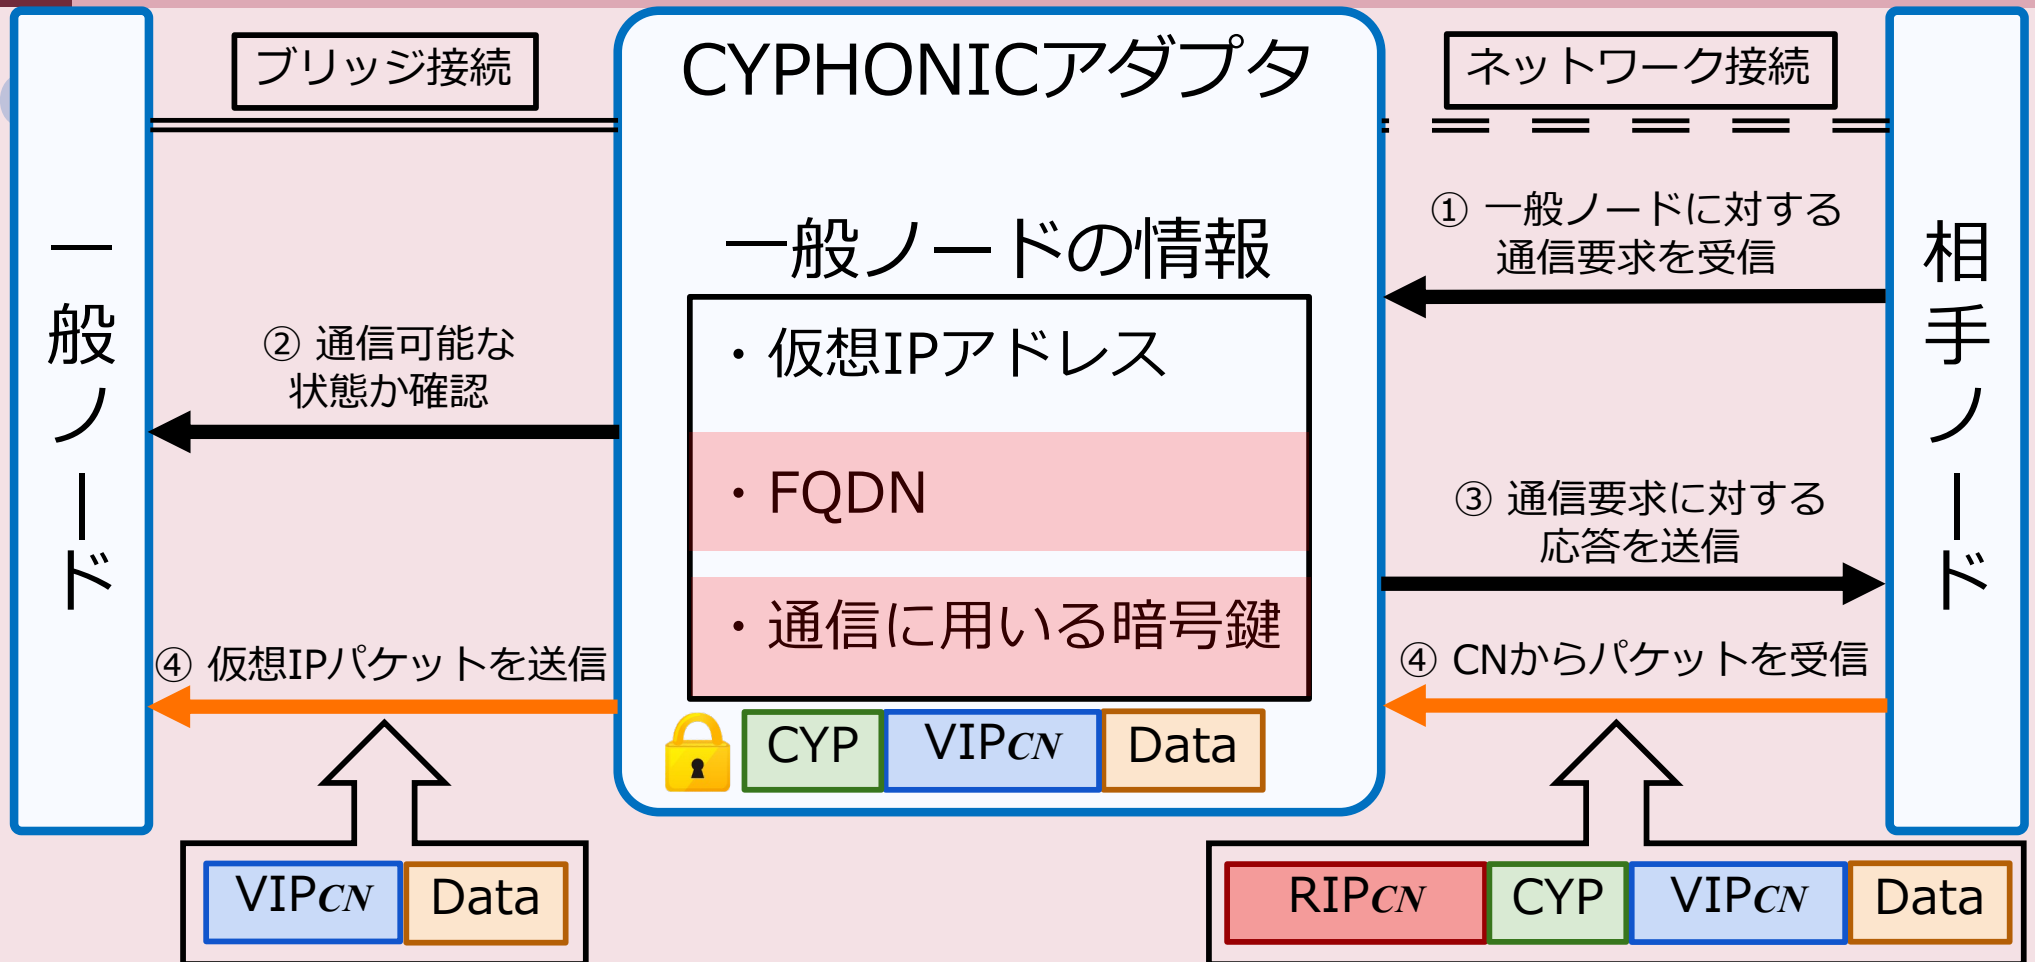 ブリッジ接続
CYPHONICアダプタ
ネットワーク接続
一般ノード
相手ノード
① 一般ノードに対する
通信要求を受信
一般ノードの情報
・仮想IPアドレス
・FQDN
・通信に用いる暗号鍵
② 通信可能な
状態か確認
③ 通信要求に対する
応答を送信
④ 仮想IPパケットを送信
④ CNからパケットを受信
CYP VIPCN Data
VIPCN Data
RIPCN CYP VIPCN Data